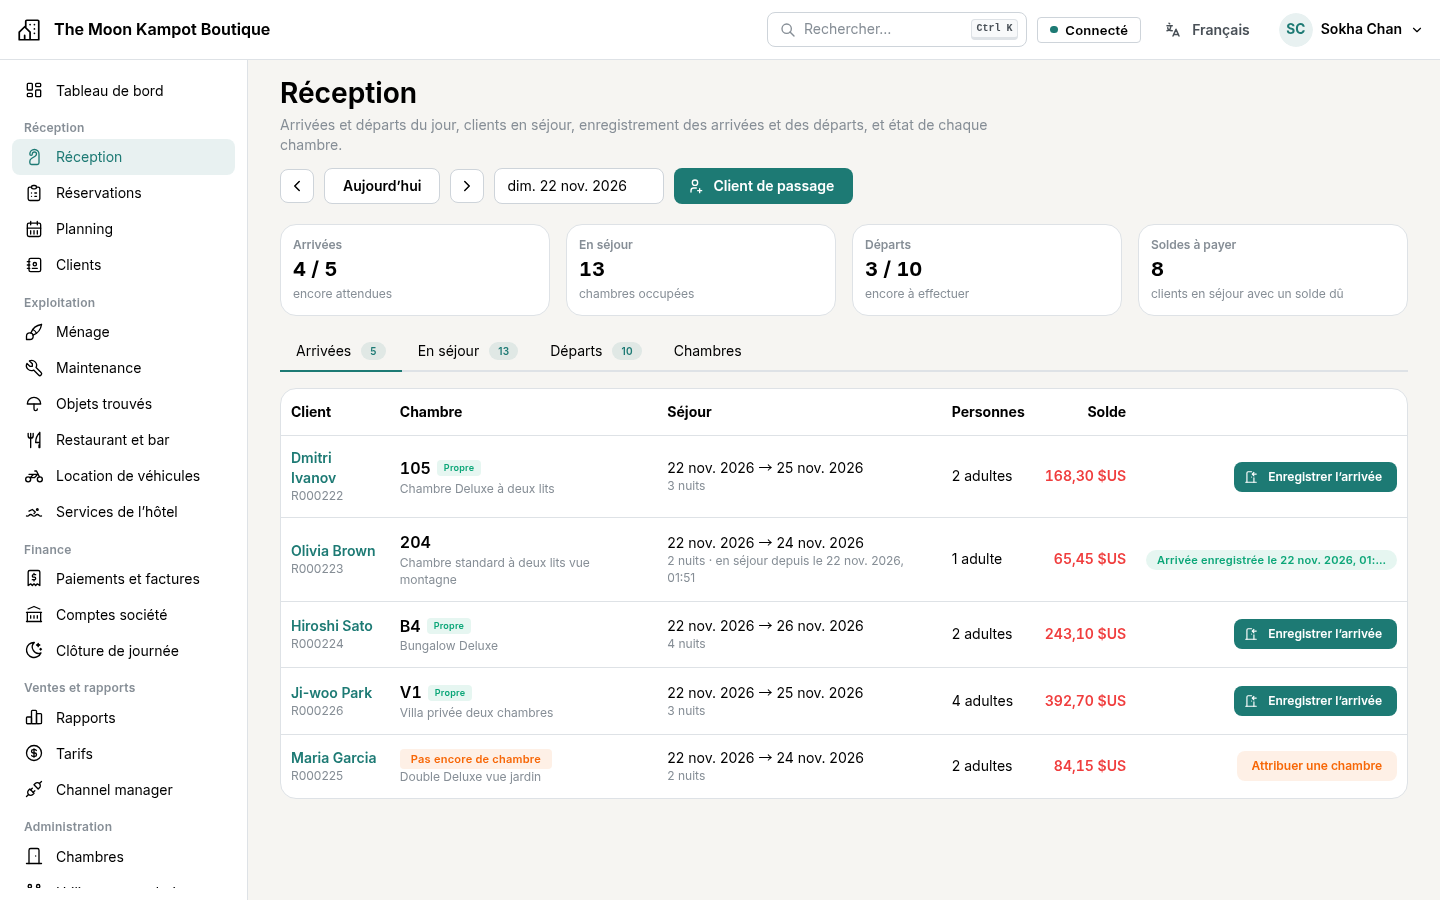 The Moon Kampot Boutique
Rechercher...
Ctrl K
Connecté
Français
SC
Sokha Chan
Tableau de bord
Réception
Réception
Réservations
Planning
Clients
Exploitation
Ménage
Maintenance
Objets trouvés
Restaurant et bar
Location de véhicules
Services de l’hôtel
Finance
Paiements et factures
Comptes société
Clôture de journée
Ventes et rapports
Rapports
Tarifs
Channel manager
Administration
Chambres
Réception
Arrivées et départs du jour, clients en séjour, enregistrement des arrivées et des départs, et état de chaque
chambre.
Aujourd’hui
dim. 22 nov. 2026
Client de passage
Arrivées
4 / 5
encore attendues
En séjour
13
chambres occupées
Départs
3 / 10
encore à effectuer
Soldes à payer
8
clients en séjour avec un solde dû
Arrivées 5
En séjour 13
Départs 10
Chambres
Client Chambre Séjour Personnes Solde
Dmitri
Ivanov
R000222
105 Propre
Chambre Deluxe à deux lits
22 nov. 2026 → 25 nov. 2026
3 nuits
2 adultes
168,30 $US
Enregistrer l’arrivée
Olivia Brown
R000223
204
Chambre standard à deux lits vue
montagne
22 nov. 2026 → 24 nov. 2026
2 nuits · en séjour depuis le 22 nov. 2026,
01:51
1 adulte
65,45 $US
Arrivée enregistrée le 22 nov. 2026, 01:...
Hiroshi Sato
R000224
B4 Propre
Bungalow Deluxe
22 nov. 2026 → 26 nov. 2026
4 nuits
2 adultes
243,10 $US
Enregistrer l’arrivée
Ji-woo Park
R000226
V1 Propre
Villa privée deux chambres
22 nov. 2026 → 25 nov. 2026
3 nuits
4 adultes
392,70 $US
Enregistrer l’arrivée
Maria Garcia
R000225
Pas encore de chambre
Double Deluxe vue jardin
22 nov. 2026 → 24 nov. 2026
2 nuits
2 adultes
84,15 $US
Attribuer une chambre